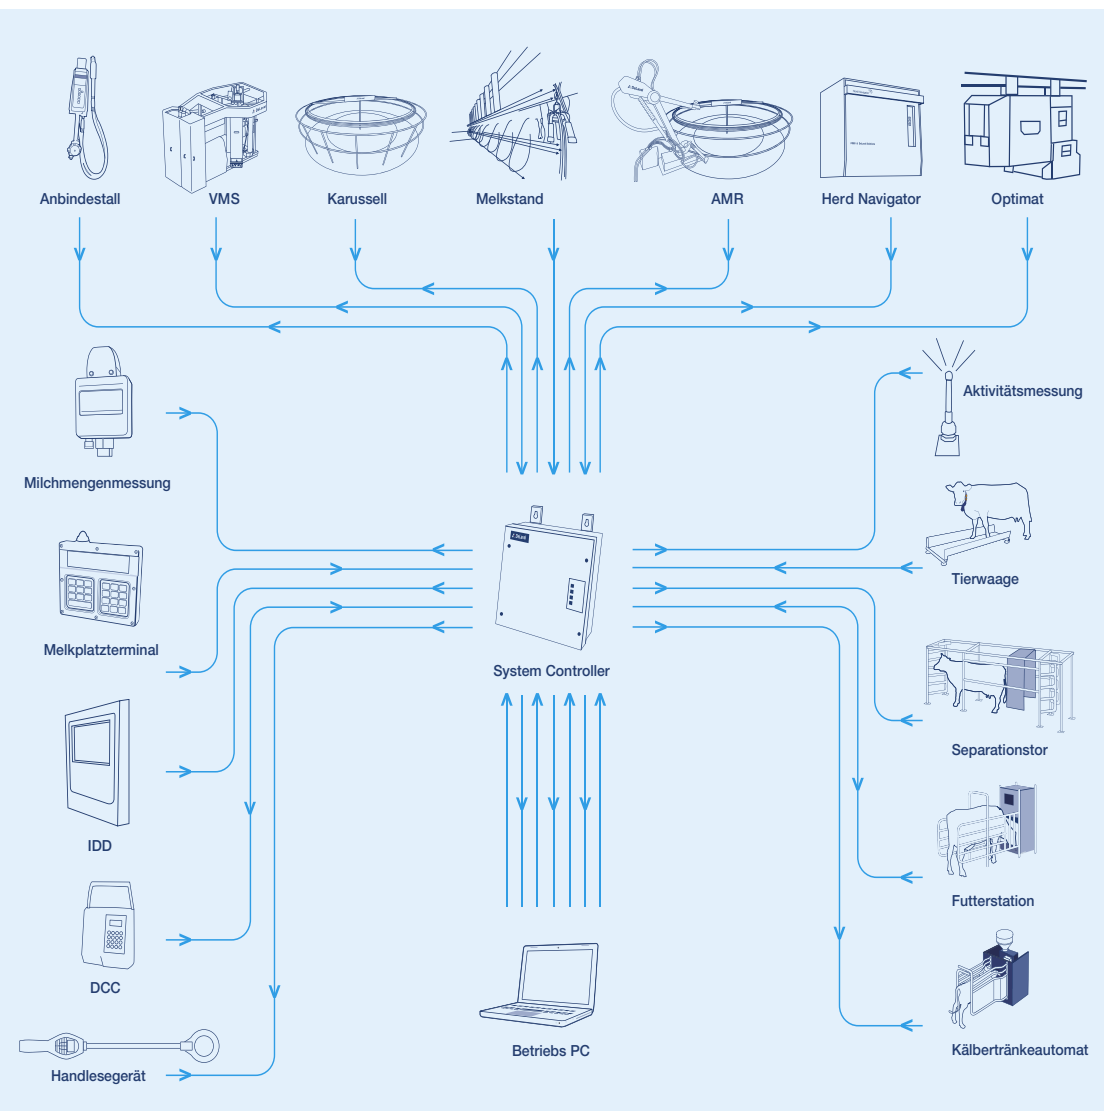 Anbindestall
VMS
Karussell
Melkstand
AMR
Herd Navigator
Optimat
Aktivitätsmessung
Milchmengenmessung
Tierwaage
Melkplatzterminal
System Controller
Separationstor
IDD
Futterstation
DCC
Betriebs PC
Kälbertränkeautomat
Handlesegerät